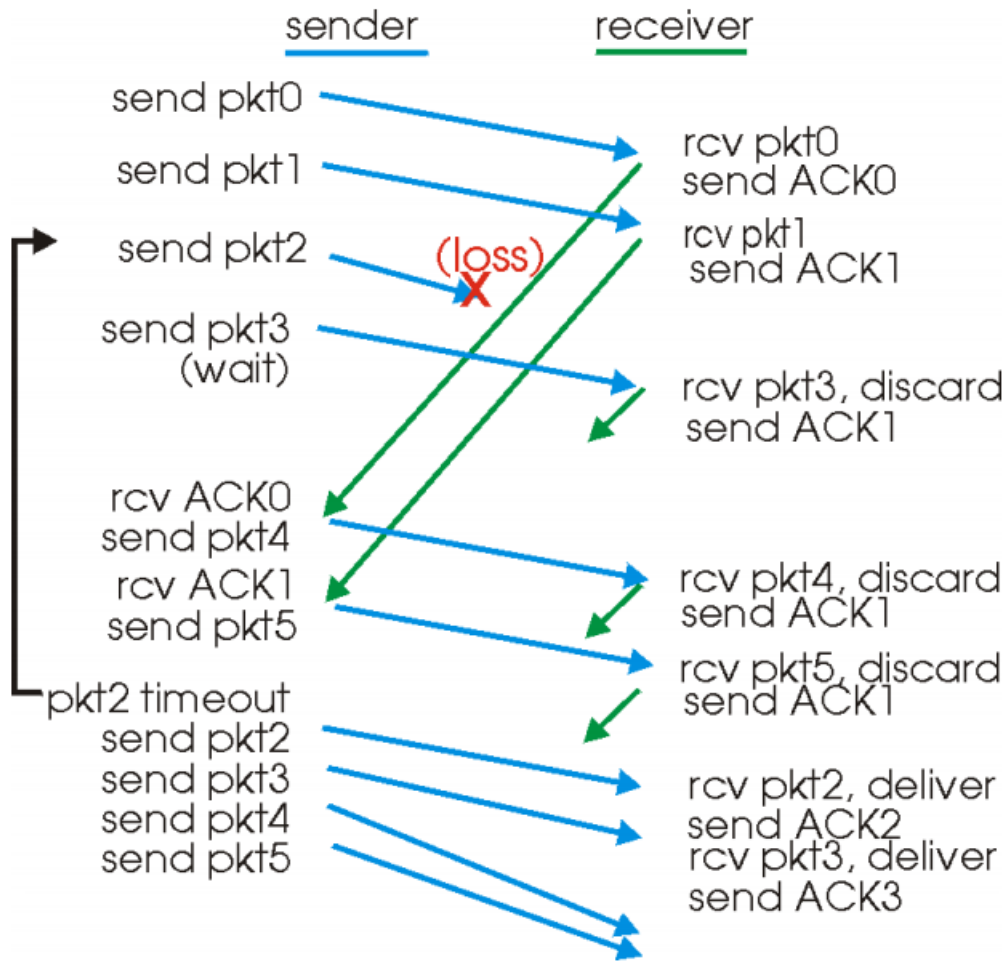 sender
receiver
send pkt0
send pkt1
send pkt2
send pkt3
(wait)
(loss)
X
rcv pkt0
send ACK0
rcv pkt1
send ACK1
rcv pkt3, discard
send ACK1
rcv ACK0
send pkt4
rcv ACK1
send pkt5
rcv pkt4, discard
send ACK1
rcv pkt5, discard
send ACK1
pkt2 timeout
send pkt2
send pkt3
send pkt4
send pkt5
rcv pkt2, deliver
send ACK2
rcv pkt3, deliver
send ACK3